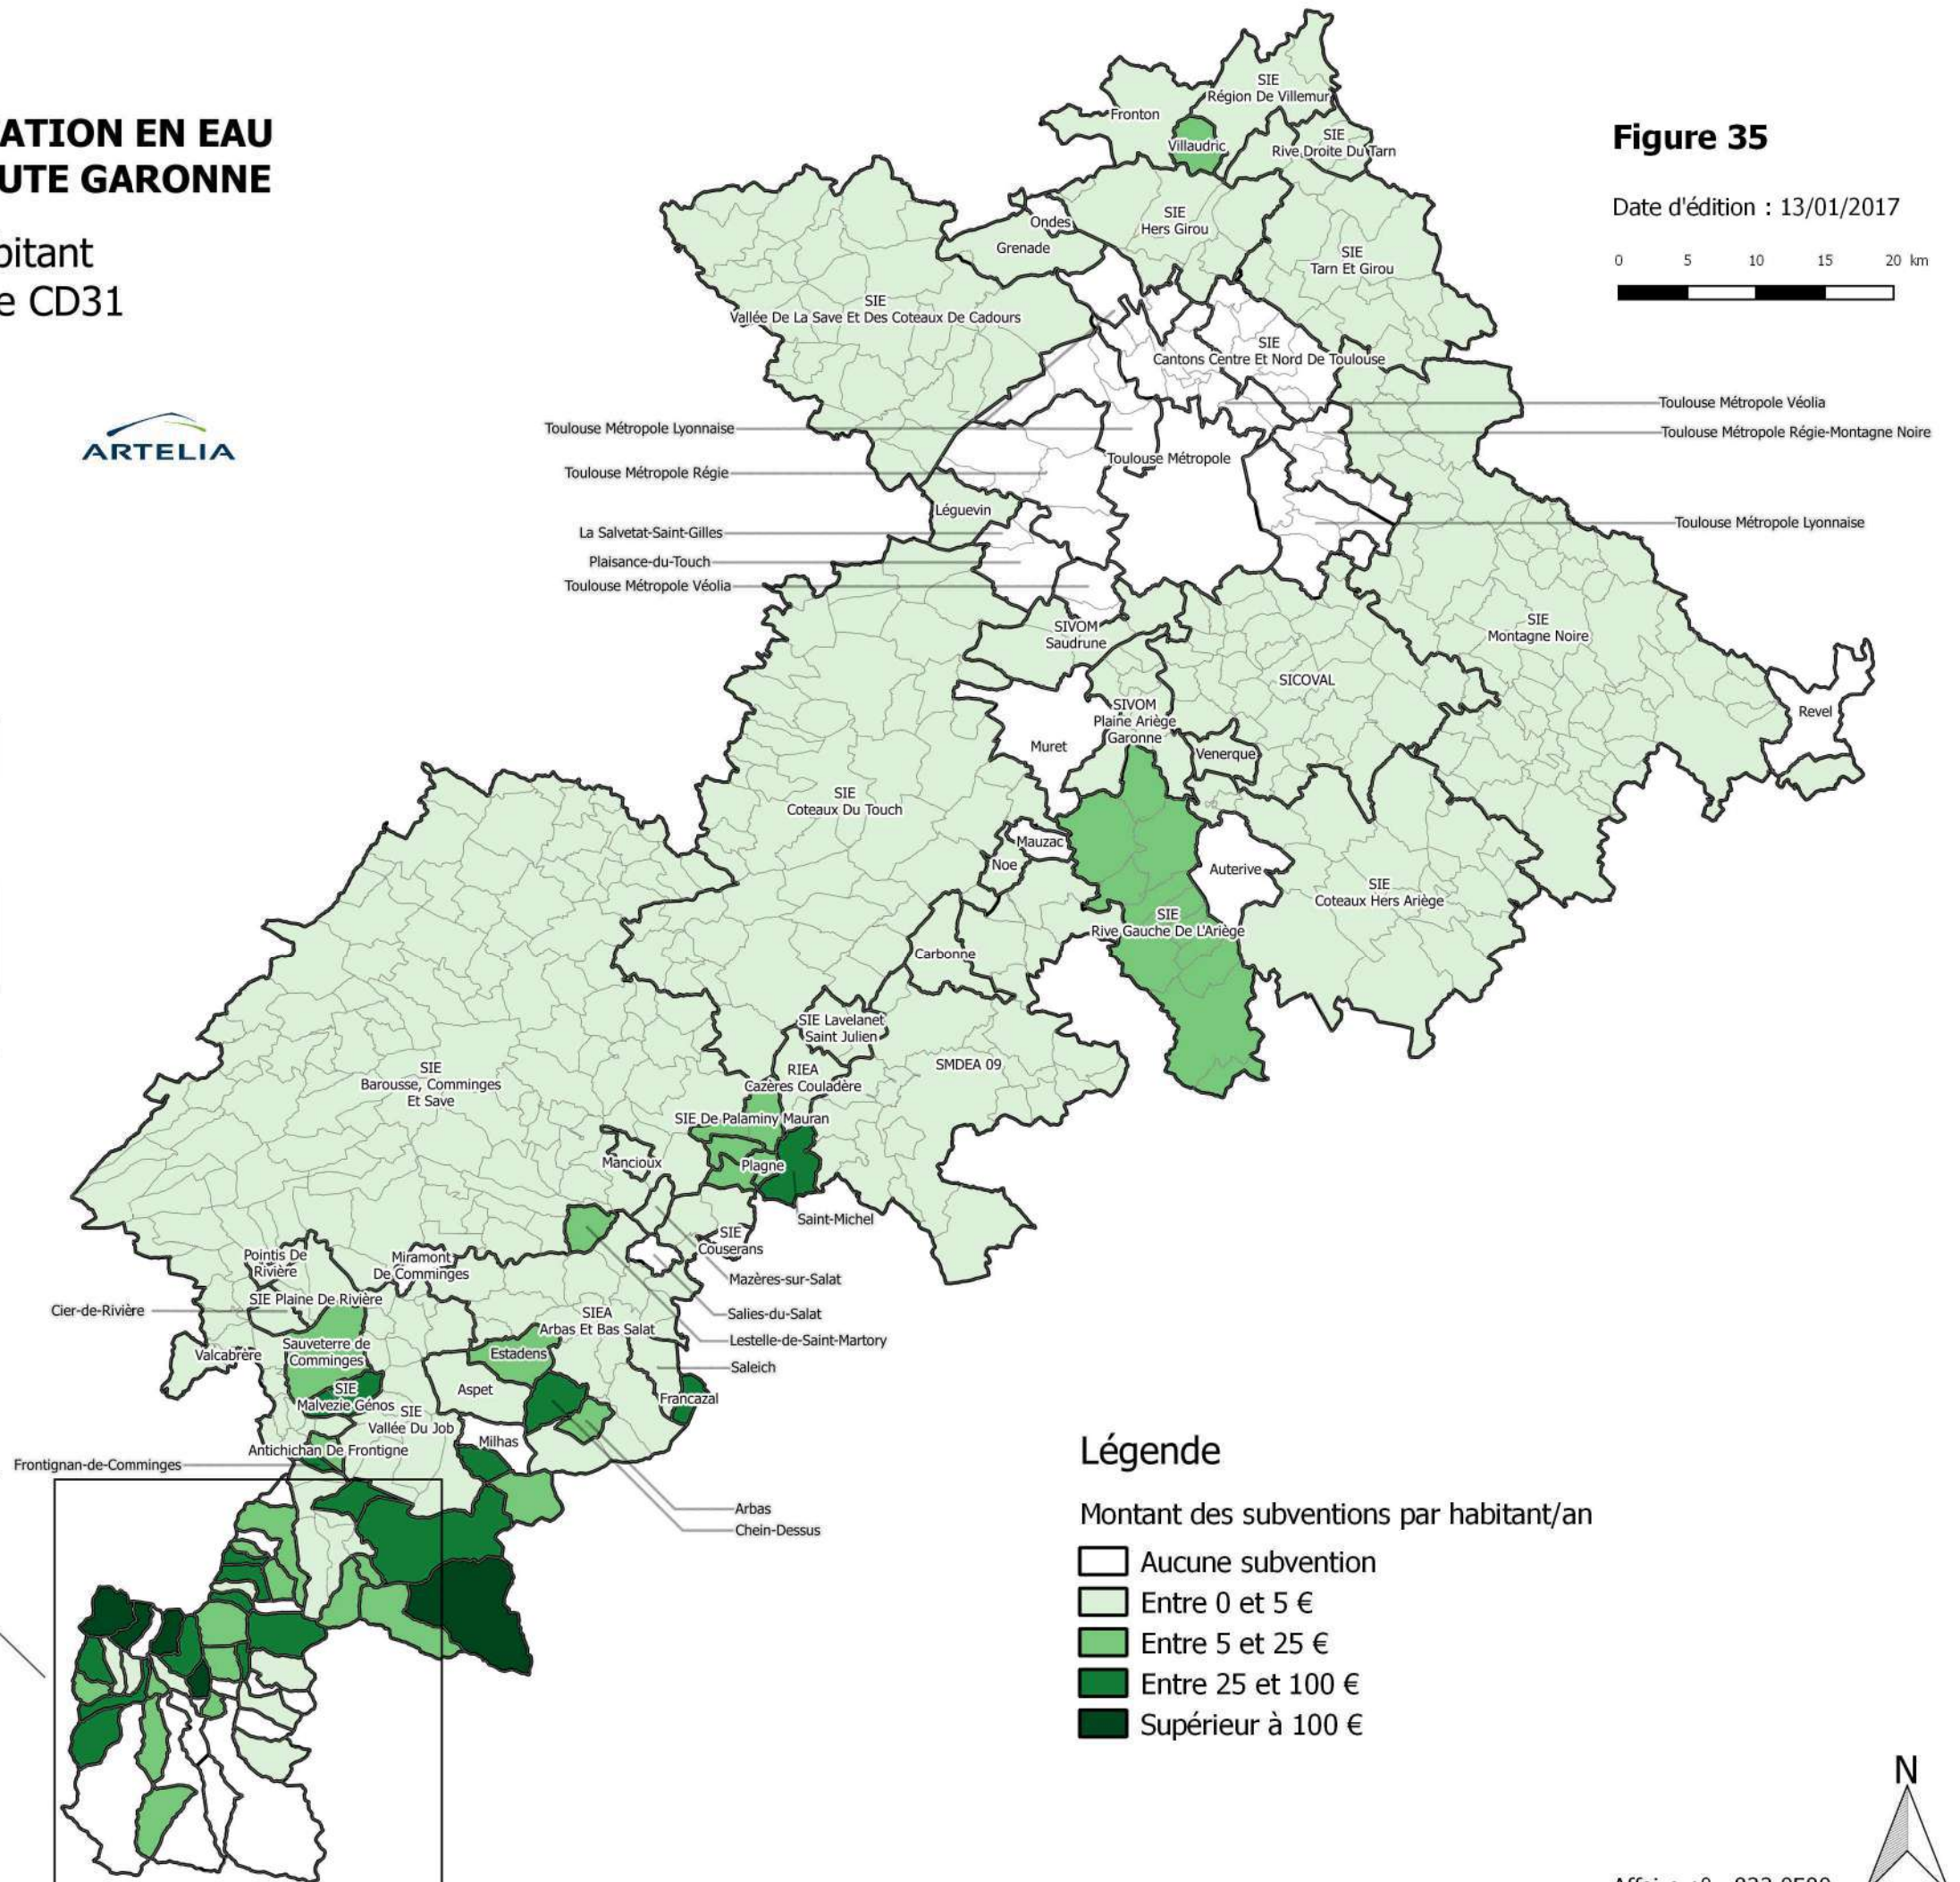 ATION EN EAU
UTE GARONNE
bitant
e CD31
ARTELIA
Figure 35
Date d'édition : 13/01/2017
0 5 10 15 20 km
SIE
Région De Villemur
Fronton
Villaudric
SIE
Rive Droite Du Tarn
Ondes
Grenade
SIE
Hers Girou
SIE
Tarn Et Girou
SIE
Vallée De La Save Et Des Coteaux De Cadours
SIE
Cantons Centre Et Nord De Toulouse
Toulouse Métropole Véolia
Toulouse Métropole Lyonnaise
Toulouse Métropole Régie-Montagne Noire
Toulouse Métropole
Toulouse Métropole Régie
Léguevin
Toulouse Métropole Lyonnaise
La Salvetat-Saint-Gilles
Plaisance-du-Touch
Toulouse Métropole Véolia
SIVOM
Saudrune
SIE
Montagne Noire
SICOVAL
SIVOM
Plaine Ariège
Garonne
Revel
Muret
Venerque
SIE
Coteaux Du Touch
Mauzac
Noe
Auterive
SIE
Coteaux Hers Ariège
SIE
Rive Gauche De L'Ariège
Carbonne
SIE Lavelanet
Saint Julien
SMDEA 09
RIEA
Cazères Couladère
SIE
Barousse, Comminges
Et Save
SIE De Palaminy Mauran
Mancioux
Plagne
Saint-Michel
SIE
Couserans
Pointis De
Rivière
Miramont
De Comminges
Mazères-sur-Salat
SIE Plaine De Rivière
Cier-de-Rivière
Salies-du-Salat
SIEA
Arbas Et Bas Salat
Lestelle-de-Saint-Martory
Sauveterre de
Comminges
Valcabrère
Estadens
Saleich
Aspet
Francazal
SIE
Malvezie Génos
SIE
Vallée Du Job
Milhas
Antichichan De Frontigne
Frontignan-de-Comminges
Arbas
Chein-Dessus
Légende
Montant des subventions par habitant/an
Aucune subvention
Entre 0 et 5 €
Entre 5 et 25 €
Entre 25 et 100 €
Supérieur à 100 €
N